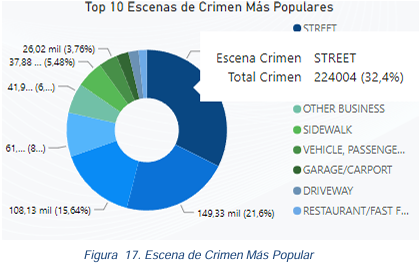 Top 10 Escenas de Crimen Más Populares
26,02 mil (3,76%)
37,88 ... (5,48%)
41,9... (6,...)
61,... (8...)
108,13 mil (15,64%)
149,33 mil (21,6%)
STREET
Escena Crimen STREET
Total Crimen 224004 (32,4%)
OTHER BUSINESS
SIDEWALK
VEHICLE, PASSENGE...
GARAGE/CARPORT
DRIVEWAY
RESTAURANT/FAST F...
Figura 17. Escena de Crimen Más Popular